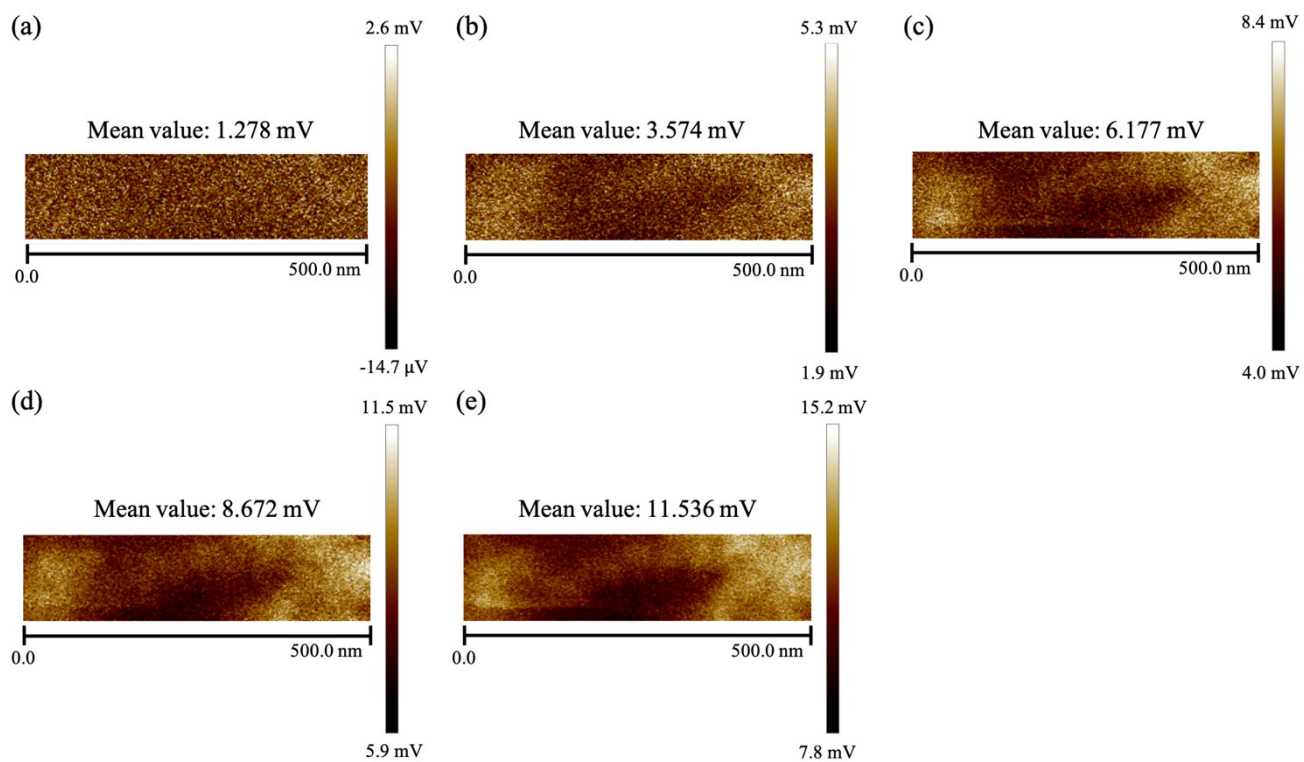 (a)
2.6 mV
Mean value: 1.278 mV
0.0
500.0 nm
-14.7 μV
(b)
5.3 mV
Mean value: 3.574 mV
0.0
500.0 nm
1.9 mV
(c)
8.4 mV
Mean value: 6.177 mV
0.0
500.0 nm
4.0 mV
(d)
11.5 mV
Mean value: 8.672 mV
0.0
500.0 nm
5.9 mV
(e)
15.2 mV
Mean value: 11.536 mV
0.0
500.0 nm
7.8 mV